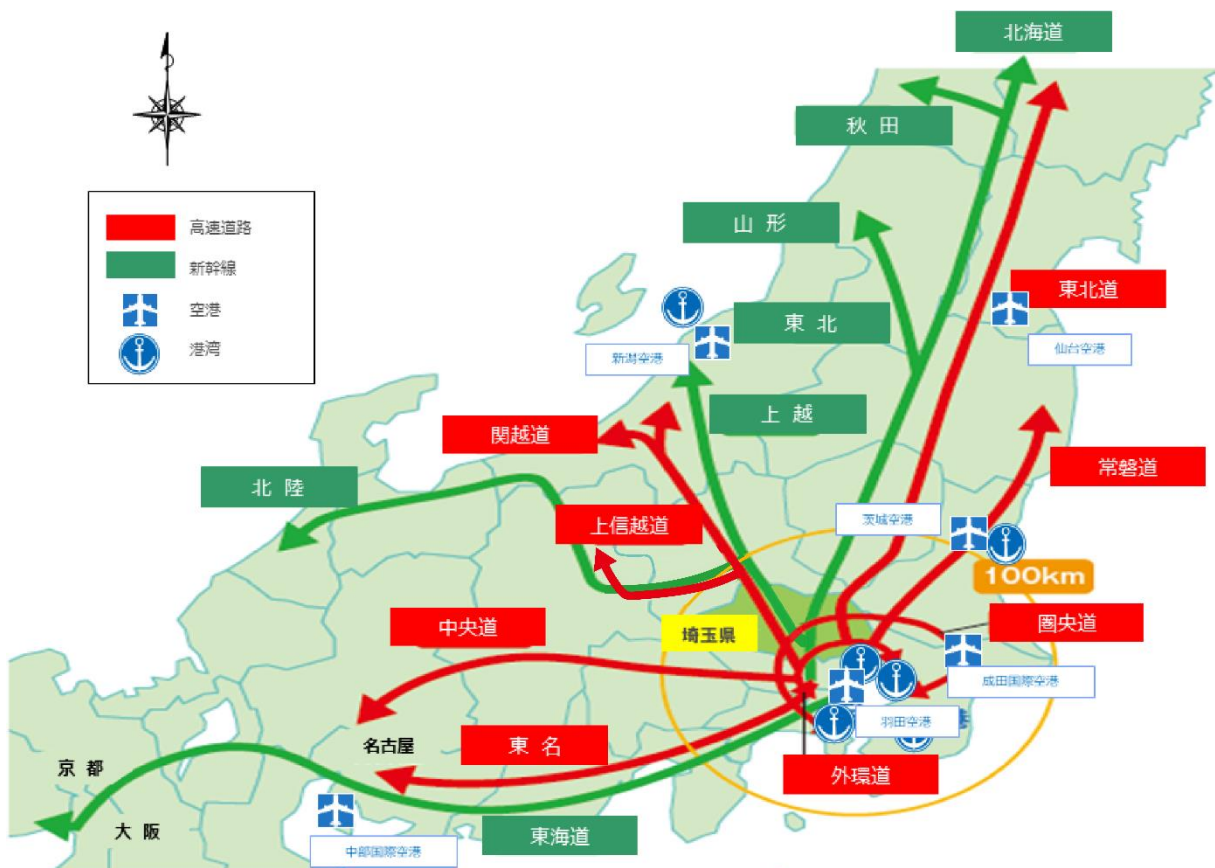 北海道
秋田
山形
高速道路
新幹線
空港
港湾
東北道
東北
新潟空港
仙台空港
上越
関越道
常磐道
北陸
茨城空港
上信越道
100km
中央道
埼玉県
圏央道
成田国際空港
羽田空港
港
名古屋
東名
京都
外環道
大阪
東海道
中部国際空港